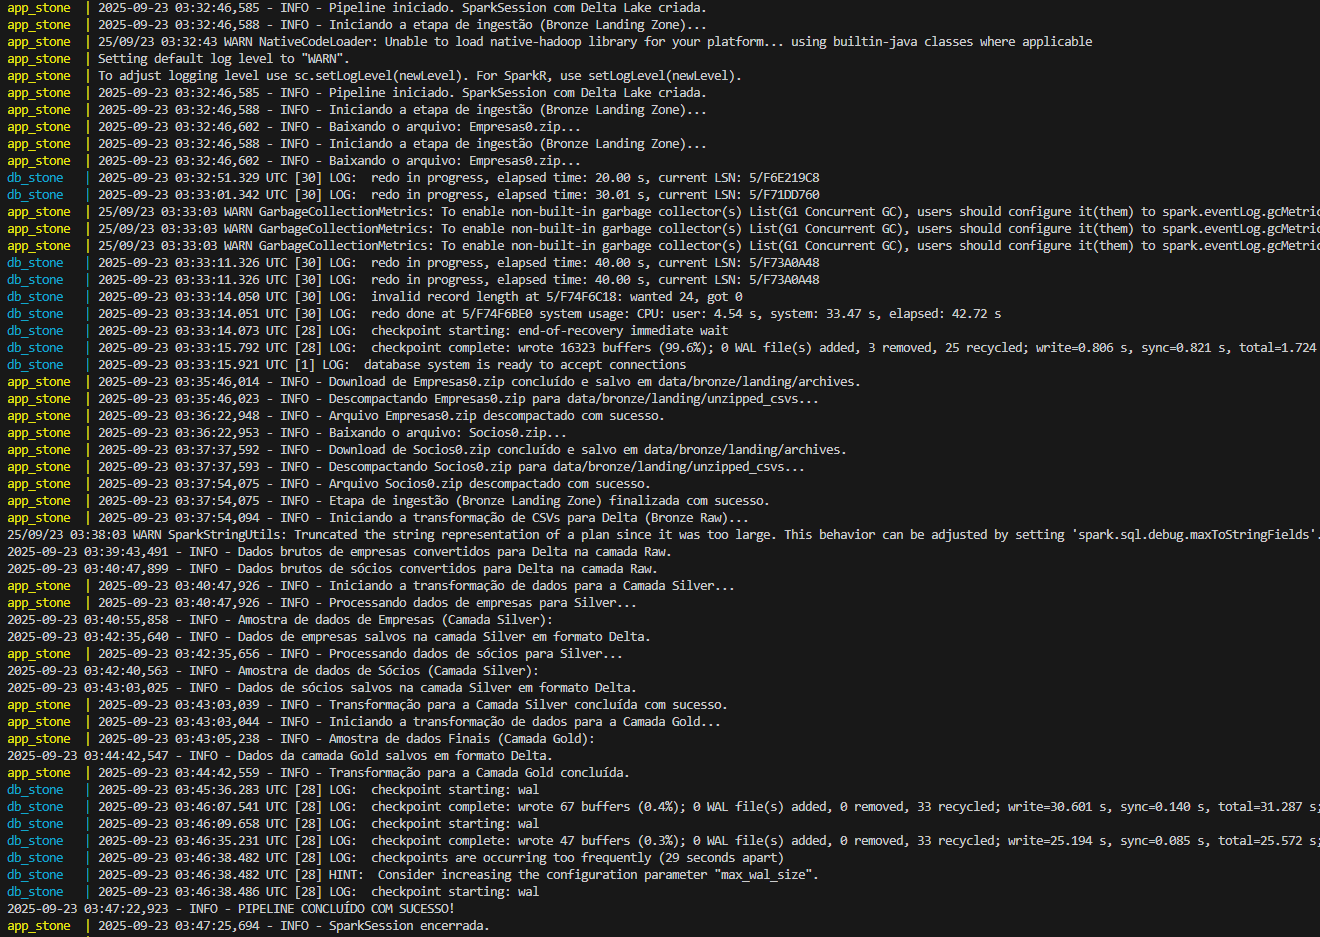 app_stone | 2025-09-23 03:32:46,585 - INFO - Pipeline iniciado. SparkSession com Delta Lake criada.
app_stone | 2025-09-23 03:32:46,588 - INFO - Iniciando a etapa de ingestão (Bronze Landing Zone)...
app_stone | 25/09/23 03:32:43 WARN NativeCodeLoader: Unable to load native-hadoop library for your platform... using builtin-java classes where applicable
app_stone | Setting default log level to "WARN".
app_stone | To adjust logging level use sc.setLogLevel(newLevel). For SparkR, use setLogLevel(newLevel).
app_stone | 2025-09-23 03:32:46,585 - INFO - Pipeline iniciado. SparkSession com Delta Lake criada.
app_stone | 2025-09-23 03:32:46,588 - INFO - Iniciando a etapa de ingestão (Bronze Landing Zone)...
app_stone | 2025-09-23 03:32:46,602 - INFO - Baixando o arquivo: Empresas0.zip...
app_stone | 2025-09-23 03:32:46,588 - INFO - Iniciando a etapa de ingestão (Bronze Landing Zone)...
app_stone | 2025-09-23 03:32:46,602 - INFO - Baixando o arquivo: Empresas0.zip...
db_stone | 2025-09-23 03:32:51.329 UTC [30] LOG: redo in progress, elapsed time: 20.00 s, current LSN: 5/F6E219C8
db_stone | 2025-09-23 03:33:01.342 UTC [30] LOG: redo in progress, elapsed time: 30.01 s, current LSN: 5/F71DD760
app_stone | 25/09/23 03:33:03 WARN GarbageCollectionMetrics: To enable non-built-in garbage collector(s) List(G1 Concurrent GC), users should configure it(them) to spark.eventLog.gcMetric
app_stone | 25/09/23 03:33:03 WARN GarbageCollectionMetrics: To enable non-built-in garbage collector(s) List(G1 Concurrent GC), users should configure it(them) to spark.eventLog.gcMetric
app_stone | 25/09/23 03:33:03 WARN GarbageCollectionMetrics: To enable non-built-in garbage collector(s) List(G1 Concurrent GC), users should configure it(them) to spark.eventLog.gcMetric
db_stone | 2025-09-23 03:33:11.326 UTC [30] LOG: redo in progress, elapsed time: 40.00 s, current LSN: 5/F73A0A48
db_stone | 2025-09-23 03:33:11.326 UTC [30] LOG: redo in progress, elapsed time: 40.00 s, current LSN: 5/F73A0A48
db_stone | 2025-09-23 03:33:14.050 UTC [30] LOG: invalid record length at 5/F74F6C18: wanted 24, got 0
db_stone | 2025-09-23 03:33:14.051 UTC [30] LOG: redo done at 5/F74F6BE0 system usage: CPU: user: 4.54 s, system: 33.47 s, elapsed: 42.72 s
db_stone | 2025-09-23 03:33:14.073 UTC [28] LOG: checkpoint starting: end-of-recovery immediate wait
db_stone | 2025-09-23 03:33:15.792 UTC [28] LOG: checkpoint complete: wrote 16323 buffers (99.6%); 0 WAL file(s) added, 3 removed, 25 recycled; write=0.806 s, sync=0.821 s, total=1.724
db_stone | 2025-09-23 03:33:15.921 UTC [1] LOG: database system is ready to accept connections
app_stone | 2025-09-23 03:35:46,014 - INFO - Download de Empresas0.zip concluído e salvo em data/bronze/landing/archives.
app_stone | 2025-09-23 03:35:46,023 - INFO - Descompactando Empresas0.zip para data/bronze/landing/unzipped_csvs...
app_stone | 2025-09-23 03:36:22,948 - INFO - Arquivo Empresas0.zip descompactado com sucesso.
app_stone | 2025-09-23 03:36:22,953 - INFO - Baixando o arquivo: Socios0.zip...
app_stone | 2025-09-23 03:37:37,592 - INFO - Download de Socios0.zip concluído e salvo em data/bronze/landing/archives.
app_stone | 2025-09-23 03:37:37,593 - INFO - Descompactando Socios0.zip para data/bronze/landing/unzipped_csvs...
app_stone | 2025-09-23 03:37:54,075 - INFO - Arquivo Socios0.zip descompactado com sucesso.
app_stone | 2025-09-23 03:37:54,075 - INFO - Etapa de ingestão (Bronze Landing Zone) finalizada com sucesso.
app_stone | 2025-09-23 03:37:54,094 - INFO - Iniciando a transformação de CSVs para Delta (Bronze Raw)...
25/09/23 03:38:03 WARN SparkStringUtils: Truncated the string representation of a plan since it was too large. This behavior can be adjusted by setting 'spark.sql.debug.maxToStringFields'.
2025-09-23 03:39:43,491 - INFO - Dados brutos de empresas convertidos para Delta na camada Raw.
2025-09-23 03:40:47,899 - INFO - Dados brutos de sócios convertidos para Delta na camada Raw.
app_stone | 2025-09-23 03:40:47,926 - INFO - Iniciando a transformação de dados para a Camada Silver...
app_stone | 2025-09-23 03:40:47,926 - INFO - Processando dados de empresas para Silver...
2025-09-23 03:40:55,858 - INFO - Amostra de dados de Empresas (Camada Silver):
2025-09-23 03:42:35,640 - INFO - Dados de empresas salvos na camada Silver em formato Delta.
app_stone | 2025-09-23 03:42:35,656 - INFO - Processando dados de sócios para Silver...
2025-09-23 03:42:40,563 - INFO - Amostra de dados de Sócios (Camada Silver):
2025-09-23 03:43:03,025 - INFO - Dados de sócios salvos na camada Silver em formato Delta.
app_stone | 2025-09-23 03:43:03,039 - INFO - Transformação para a Camada Silver concluída com sucesso.
app_stone | 2025-09-23 03:43:03,044 - INFO - Iniciando a transformação de dados para a Camada Gold...
app_stone | 2025-09-23 03:43:05,238 - INFO - Amostra de dados Finais (Camada Gold):
2025-09-23 03:44:42,547 - INFO - Dados da camada Gold salvos em formato Delta.
app_stone | 2025-09-23 03:44:42,559 - INFO - Transformação para a Camada Gold concluída.
db_stone | 2025-09-23 03:45:36.283 UTC [28] LOG: checkpoint starting: wal
db_stone | 2025-09-23 03:46:07.541 UTC [28] LOG: checkpoint complete: wrote 67 buffers (0.4%); 0 WAL file(s) added, 0 removed, 33 recycled; write=30.601 s, sync=0.140 s, total=31.287 s;
db_stone | 2025-09-23 03:46:09.658 UTC [28] LOG: checkpoint starting: wal
db_stone | 2025-09-23 03:46:35.231 UTC [28] LOG: checkpoint complete: wrote 47 buffers (0.3%); 0 WAL file(s) added, 0 removed, 33 recycled; write=25.194 s, sync=0.085 s, total=25.572 s;
db_stone | 2025-09-23 03:46:38.482 UTC [28] LOG: checkpoints are occurring too frequently (29 seconds apart)
db_stone | 2025-09-23 03:46:38.482 UTC [28] HINT: Consider increasing the configuration parameter "max_wal_size".
db_stone | 2025-09-23 03:46:38.486 UTC [28] LOG: checkpoint starting: wal
2025-09-23 03:47:22,923 - INFO - PIPELINE CONCLUÍDO COM SUCESSO!
app_stone | 2025-09-23 03:47:25,694 - INFO - SparkSession encerrada.